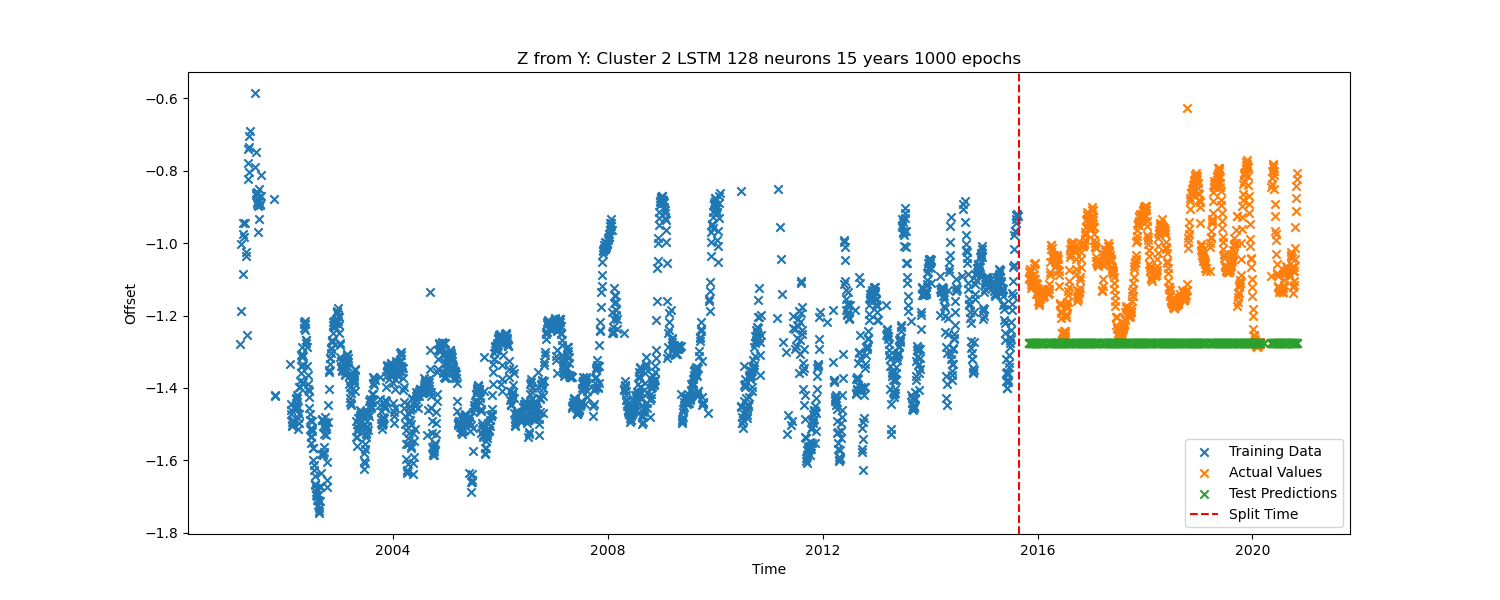 Z from Y: Cluster 2 LSTM 128 neurons 15 years 1000 epochs
−0.6
−0.8
−1.0
−1.2
−1.4
−1.6
−1.8
Offset
2004
2008
2012
2016
2020
Time
Training Data
Actual Values
Test Predictions
Split Time